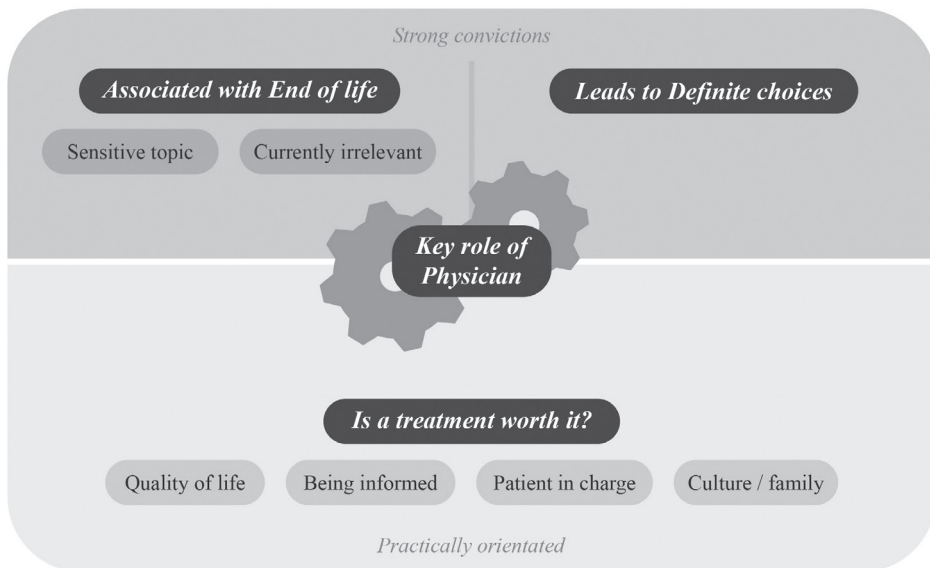 Strong convictions
Associated with End of life
Leads to Definite choices
Sensitive topic
Currently irrelevant
Key role of
Physician
Is a treatment worth it?
Quality of life
Being informed
Patient in charge
Culture / family
Practically orientated